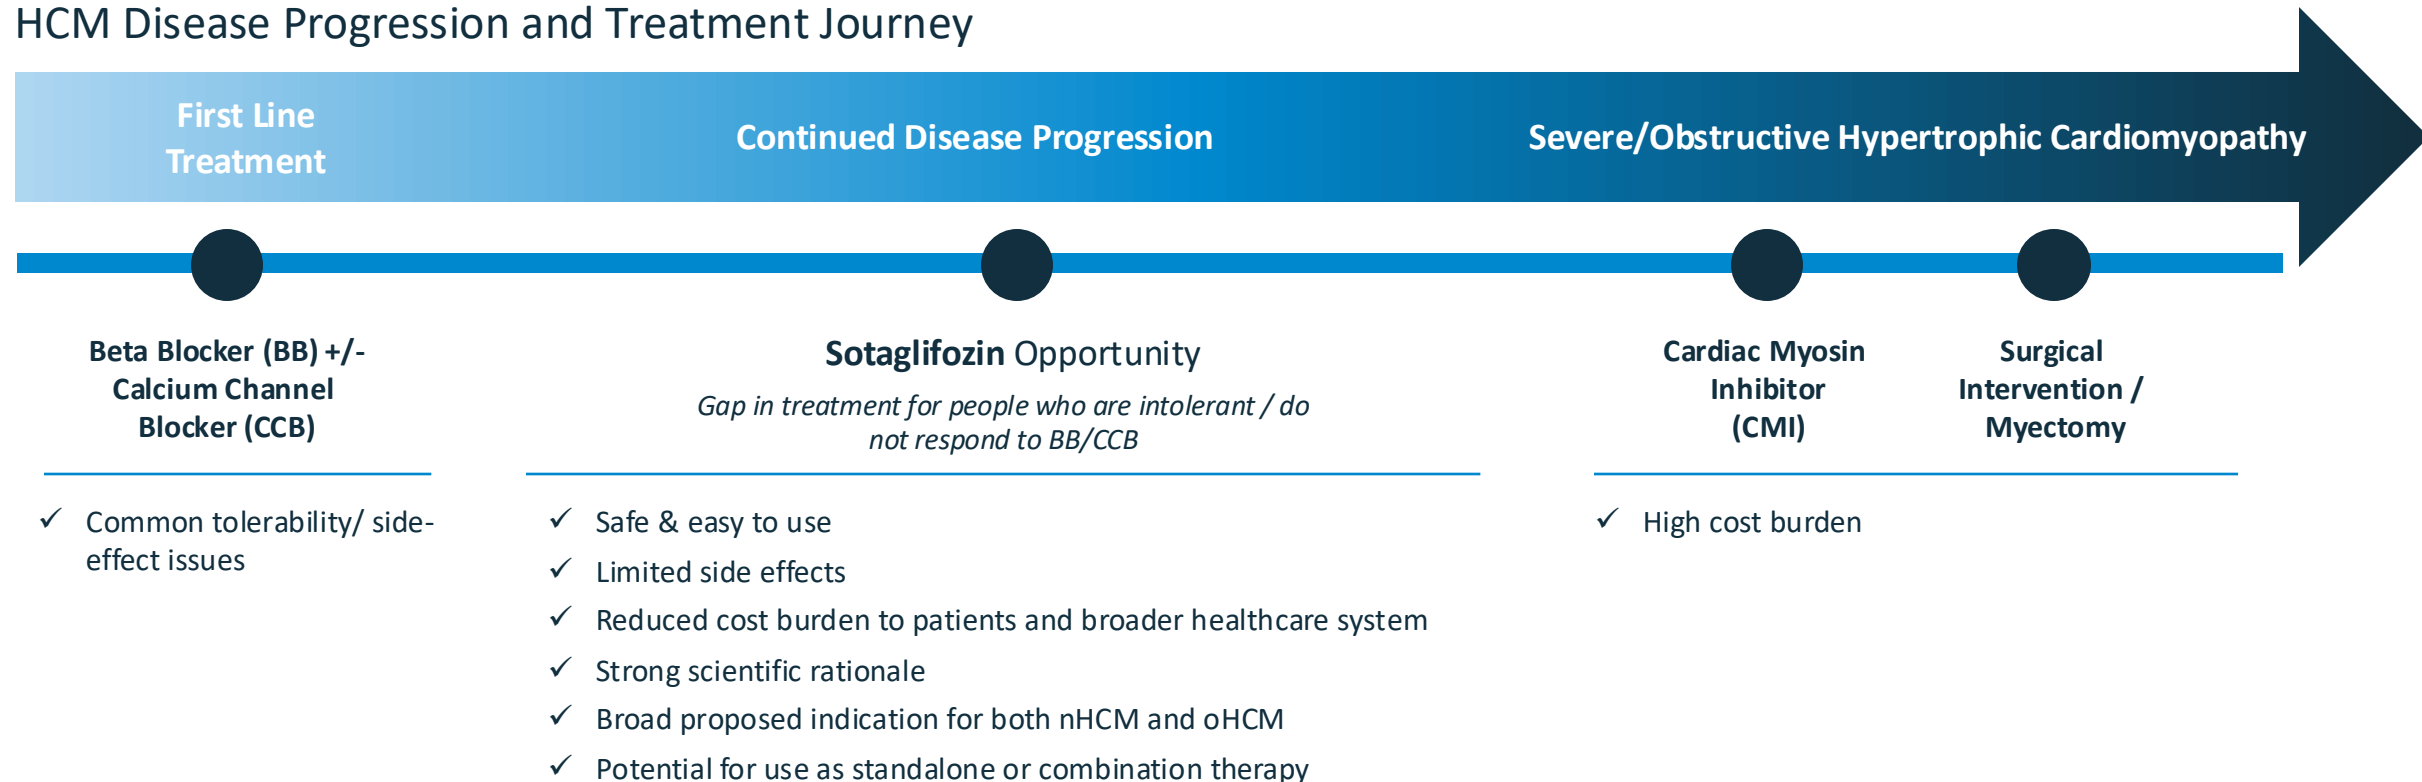 HCM Disease Progression and Treatment Journey
First Line
Treatment
Continued Disease Progression
Severe/Obstructive Hypertrophic Cardiomyopathy
Beta Blocker (BB) +/-
Calcium Channel
Blocker (CCB)
✓ Common tolerability/ side-
effect issues
Sotaglifozin Opportunity
Gap in treatment for people who are intolerant / do
not respond to BB/CCB
✓ Safe & easy to use
✓ Limited side effects
✓ Reduced cost burden to patients and broader healthcare system
✓ Strong scientific rationale
✓ Broad proposed indication for both nHCM and oHCM
✓ Potential for use as standalone or combination therapy
Cardiac Myosin
Inhibitor
(CMI)
Surgical
Intervention /
Myectomy
✓ High cost burden